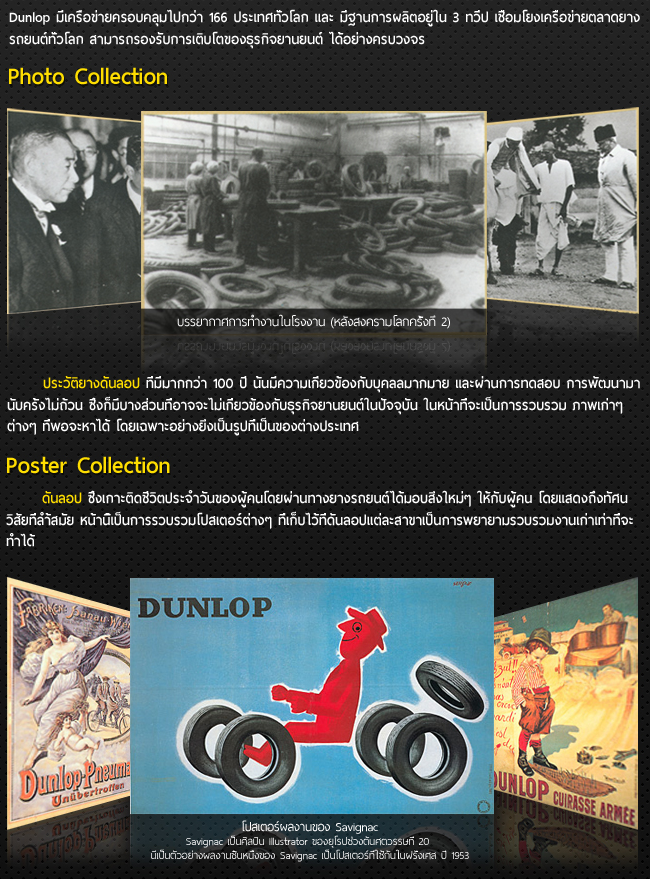 Dunlop มีเครือข่ายครอบคลุมไปกว่า 166 ประเทศทั่วโลก และ มีฐานการผลิตอยู่ใน 3 ทวีป เชื่อมโยงเครือข่ายตลาดยาง
รถยนต์ทั่วโลก สามารถรองรับการเติบโตของธุรกิจยานยนต์ ได้อย่างครบวงจร
Photo Collection
บรรยากาศการทำงานในโรงงาน (หลังสงครามโลกครั้งที่ 2)
ประวัติยางดันลอป ที่มีมากกว่า 100 ปี นั้นมีความเกี่ยวข้องกับบุคลลมากมาย และผ่านการทดสอบ การพัฒนามา
นับครั้งไม่ถ้วน ซึ่งก็มีบางส่วนที่อาจจะไม่เกี่ยวข้องกับธุรกิจยานยนต์ในปัจจุบัน ในหน้าที่จะเป็นการรวบรวม ภาพเก่าๆ
ต่างๆ ที่พอจะหาได้ โดยเฉพาะอย่างยิ่งเป็นรูปที่เป็นของต่างประเทศ
Poster Collection
ดันลอป ซึ่งเกาะติดชีวิตประจำวันของผู้คนโดยผ่านทางยางรถยนต์ได้มอบสิ่งใหม่ๆ ให้กับผู้คน โดยแสดงถึงทัศน
วิสัยที่ล้ำสมัย หน้านี้เป็นการรวบรวมโปสเตอร์ต่างๆ ที่เก็บไว้ที่ดันลอปแต่ละสาขาเป็นการพยายามรวบรวมงานเก่าเท่าที่จะ
ทำได้
FABRIKEN: Hanau
Dunlop-Pneuma
Unübertroffen
DUNLOP
savignac
DUNLOP CUIRASSE ARMÉE
โปสเตอร์ผลงานของ Savignac
Savignac เป็นศิลปิน Illustrator ของยุโรปช่วงต้นศตวรรษที่ 20
นี่เป็นตัวอย่างผลงานชิ้นหนึ่งของ Savignac เป็นโปสเตอร์ที่ใช้กันในฝรั่งเศส ปี 1953